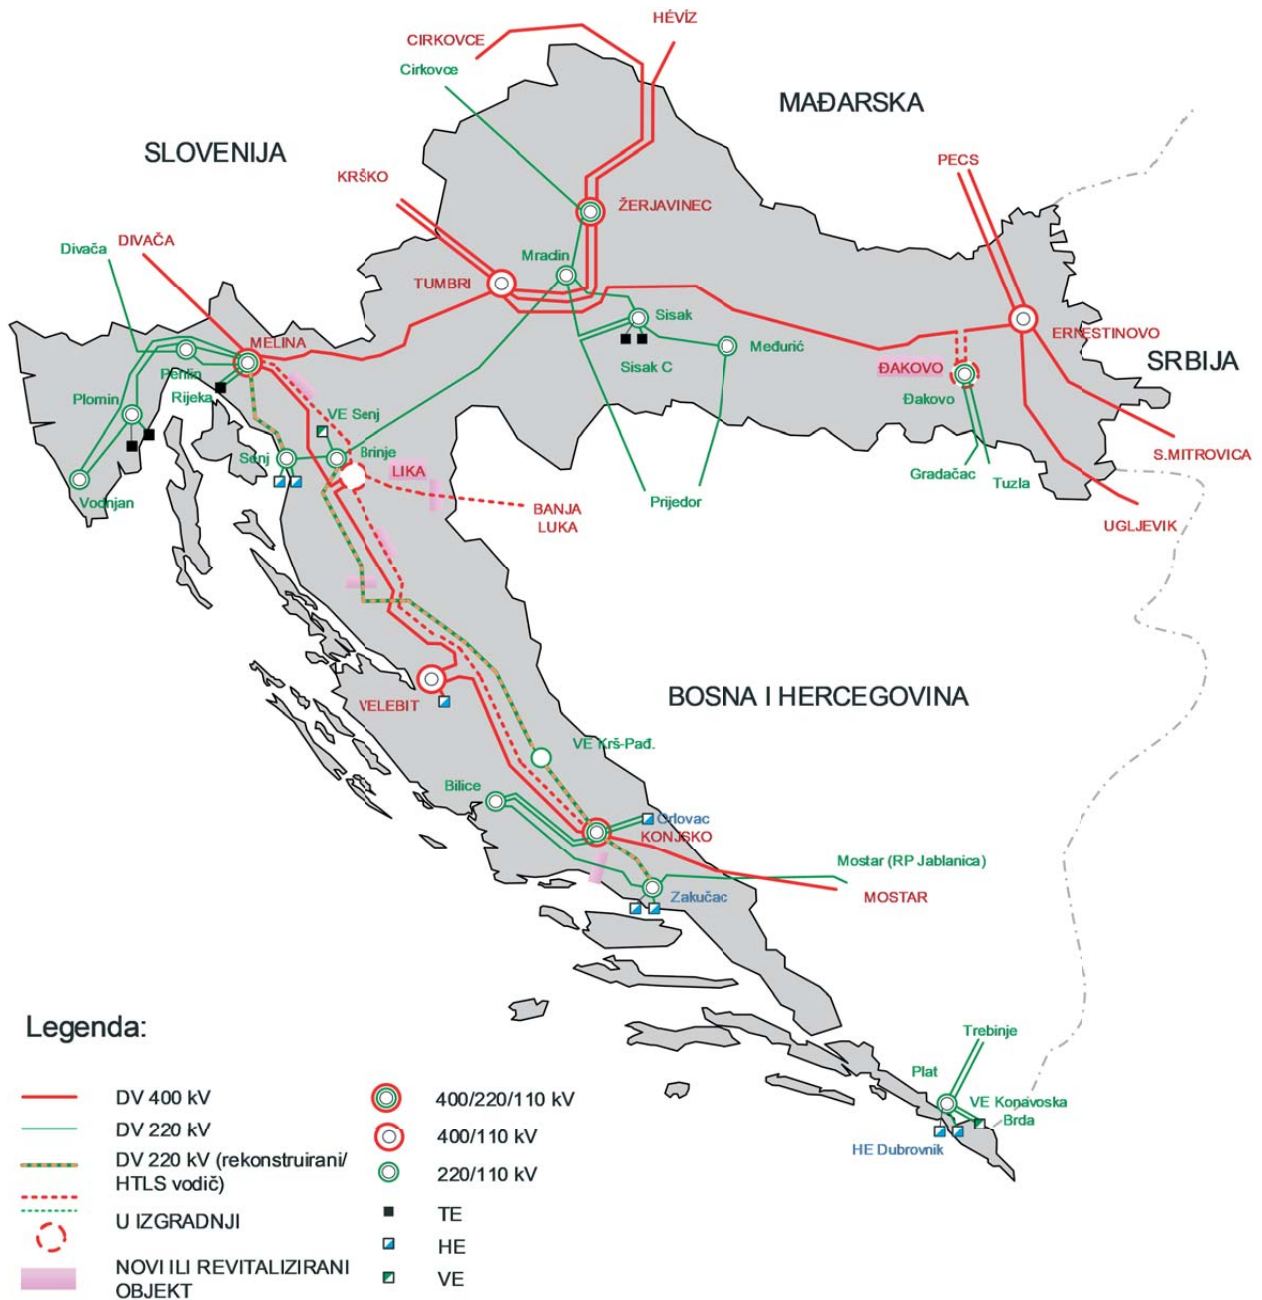 HÉVÍZ
CIRKOVCE
Cirkovce
MAĐARSKA
SLOVENIJA
PECS
KRŠKO
ŽERJAVINEC
DIVAČA
Divača
Mraclin
TUMBRI
Sisak
MELINA
ERNESTINOVO
Međurić
SRBIJA
Sisak C
ĐAKOVO
Pehlin
Plomin
Rijeka
Đakovo
VE Senj
Senj
Brinje
S.MITROVICA
LIKA
Gradačac
Tuzla
Vodnjan
Prijedor
BANJA
LUKA
UGLJEVIK
BOSNA I HERCEGOVINA
VELEBIT
VE Krš-Pađ.
Bilice
Orlovac
KONJSKO
Mostar (RP Jablanica)
Zakučac
MOSTAR
Trebinje
Plat
VE Konavoska
Brda
HE Dubrovnik
Legenda:
DV 400 kV
DV 220 kV
DV 220 kV (rekonstruirani/
HTLS vodič)
U IZGRADNJI
NOVI ILI REVITALIZIRANI
OBJEKT
400/220/110 kV
400/110 kV
220/110 kV
TE
HE
VE